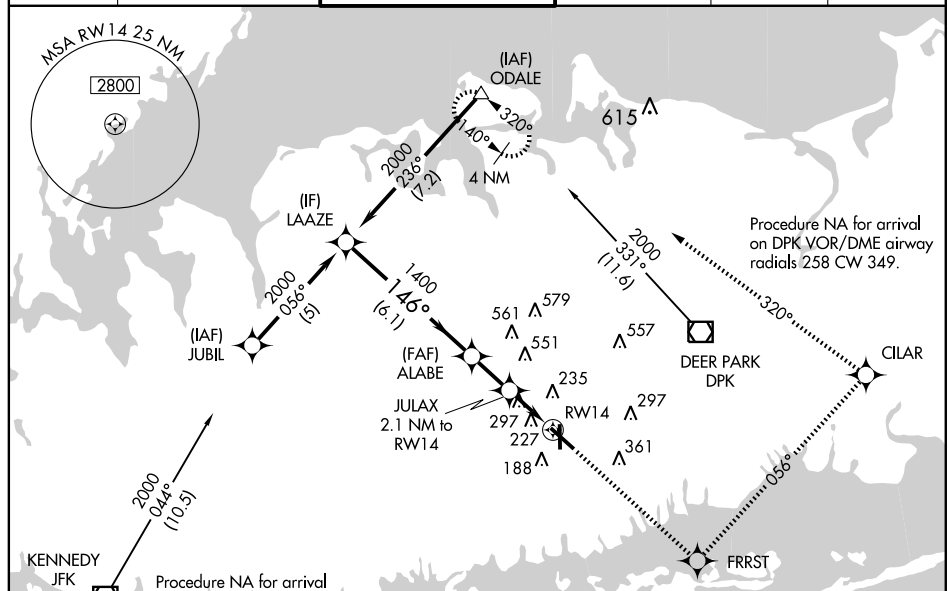 MSA RW 14 25 NM
2800
(IAF)
ODALE
320°
140°
4 NM
615
2000
236°
(7.2)
(IF)
LAAZE
2000
331°
(11.6)
Procedure NA for arrival
on DPK VOR/DME airway
radials 258 CW 349.
320°
2000
056°
(5)
1400
146°
(6.1)
(IAF)
JUBIL
561
579
551
557
DEER PARK
DPK
CILAR
(FAF)
ALABE
235
JULAX
2.1 NM to
RW14
RW14
297
297
227
188
361
056°
2000
044°
(10.5)
FRRST
KENNEDY
JFK
Procedure NA for arrival